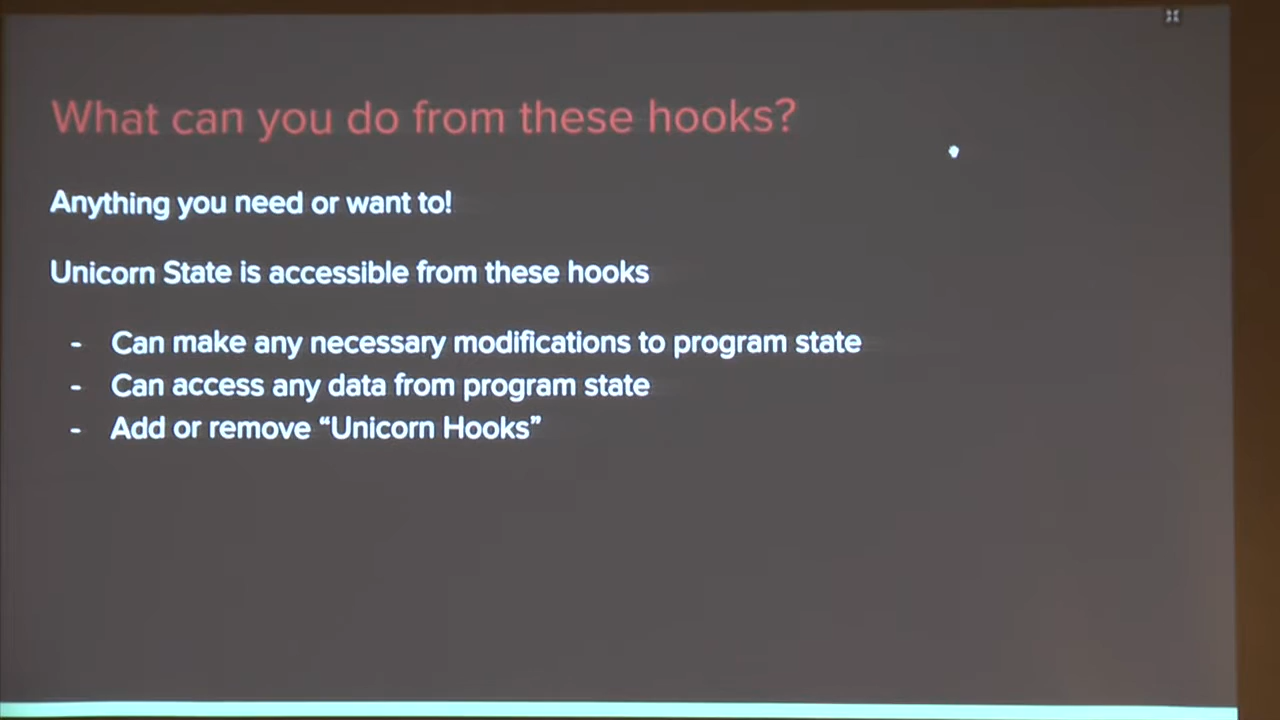 What can you do from these hooks?
Anything you need or want to!
Unicorn State is accessible from these hooks
- Can make any necessary modifications to program state
- Can access any data from program state
- Add or remove “Unicorn Hooks”